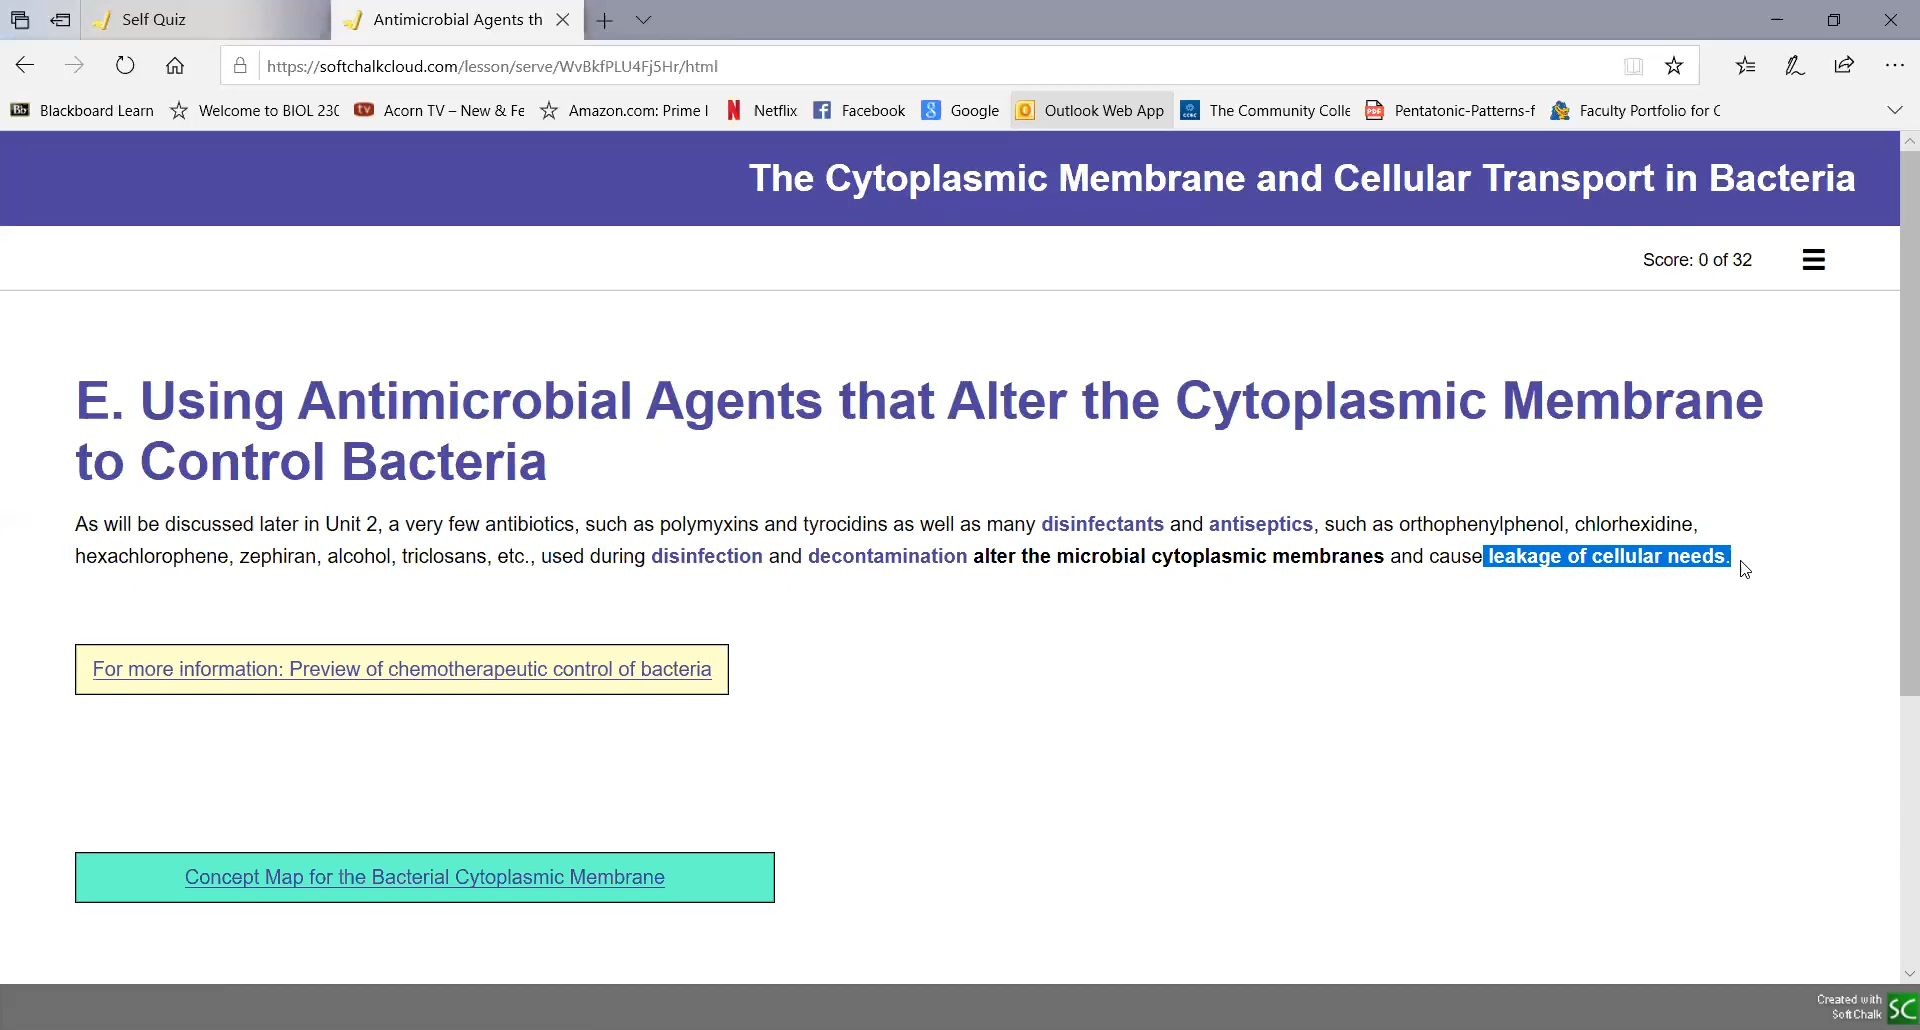 Self Quiz
Antimicrobial Agents th
https://softchalkcloud.com/lesson/serve/WvBkfPLU4Fj5Hr/html
Bb Blackboard Learn
Welcome to BIOL 230
tv Acorn TV – New & Fe
Amazon.com: Prime I
Netflix
Facebook
Google
Outlook Web App
The Community Colle
Pentatonic-Patterns-f
Faculty Portfolio for C
The Cytoplasmic Membrane and Cellular Transport in Bacteria
Score: 0 of 32
E. Using Antimicrobial Agents that Alter the Cytoplasmic Membrane
to Control Bacteria
As will be discussed later in Unit 2, a very few antibiotics, such as polymyxins and tyrocidins as well as many disinfectants and antiseptics, such as orthophenylphenol, chlorhexidine,
hexachlorophene, zephiran, alcohol, triclosans, etc., used during disinfection and decontamination alter the microbial cytoplasmic membranes and cause leakage of cellular needs.
For more information: Preview of chemotherapeutic control of bacteria
Concept Map for the Bacterial Cytoplasmic Membrane
Created with
SoftChalk
SC